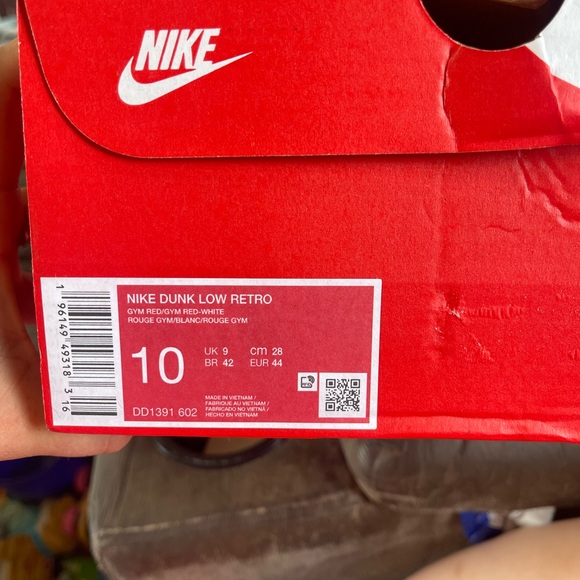 NIKE
NIKE DUNK LOW RETRO
GYM RED/GYM RED-WHITE
ROUGE GYM/BLANC/ROUGE GYM
10
UK 9 cm 28
BR 42 EUR 44
MADE IN VIETNAM /
FABRIQUE AU VIETNAM /
FABRICADO NO VIETNÃ /
HECHO EN VIETNAM
DD1391 602
1 96149 49318 3 16